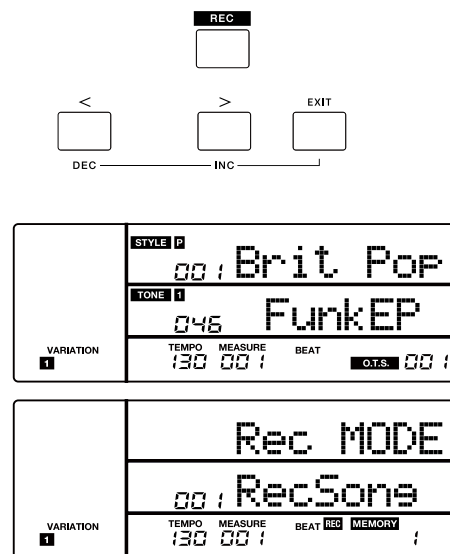 REC
< > EXIT
DEC INC
STYLE P
001 Brit Pop
TONE 1
046 FunkEP
VARIATION TEMPO MEASURE BEAT
1 130 001 O.T.S. 001
Rec MODE
001 RecSong
VARIATION TEMPO MEASURE BEAT REC MEMORY
1 130 001 1